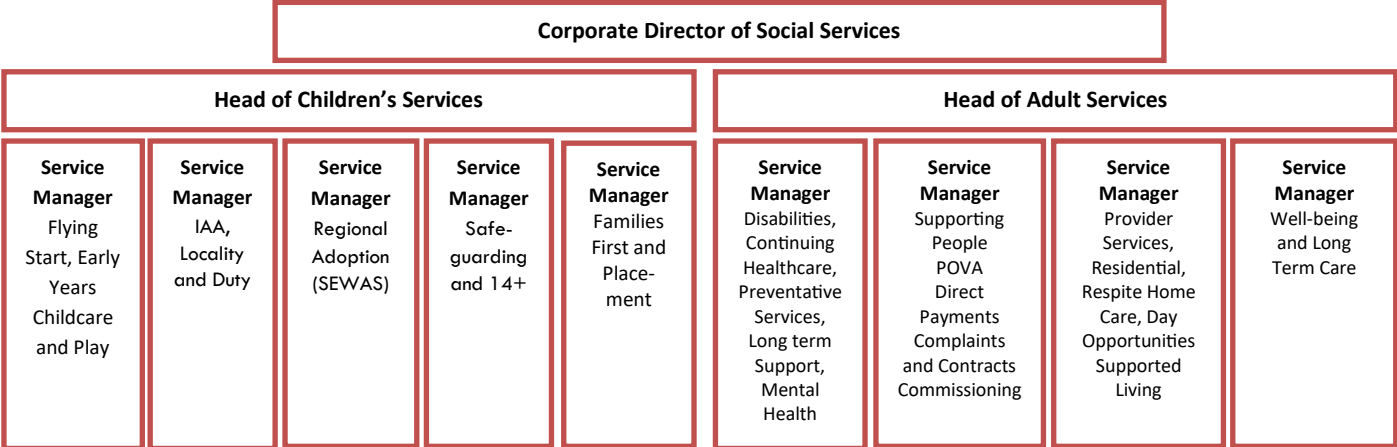 Corporate Director of Social Services
Head of Children’s Services
Head of Adult Services
Service
Manager
Flying
Start, Early
Years
Childcare
and Play
Service
Manager
IAA,
Locality
and Duty
Service
Manager
Regional
Adoption
(SEWAS)
Service
Manager
Safe-
guarding
and 14+
Service
Manager
Families
First and
Place-
ment
Service
Manager
Disabilities,
Continuing
Healthcare,
Preventative
Services,
Long term
Support,
Mental
Health
Service
Manager
Supporting
People
POVA
Direct
Payments
Complaints
and Contracts
Commissioning
Service
Manager
Provider
Services,
Residential,
Respite Home
Care, Day
Opportunities
Supported
Living
Service
Manager
Well-being
and Long
Term Care